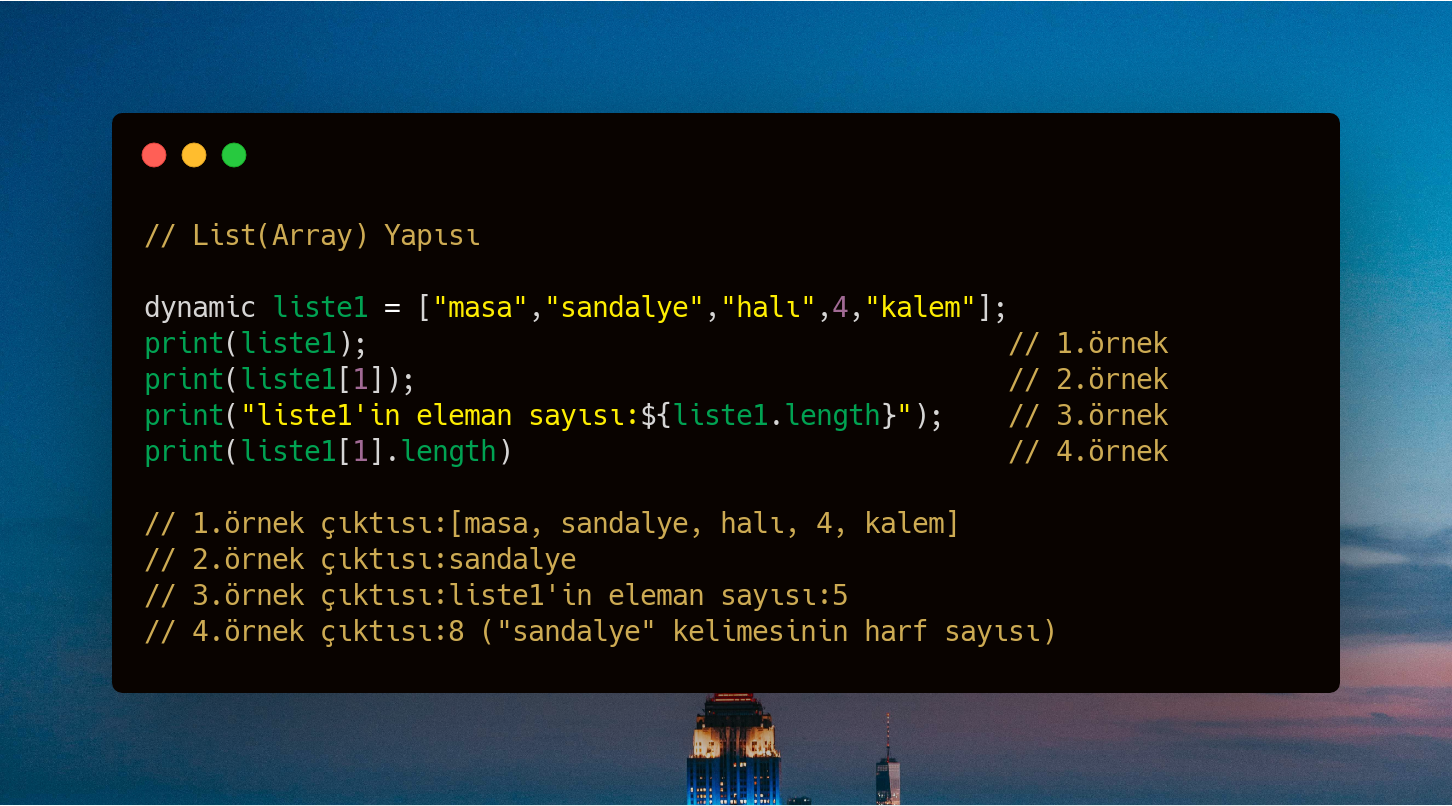 // List(Array) Yapısı
dynamic liste1 = ["masa","sandalye","halı",4,"kalem"];
print(liste1); // 1.örnek
print(liste1[1]); // 2.örnek
print("liste1'in eleman sayısı:${liste1.length}"); // 3.örnek
print(liste1[1].length) // 4.örnek
// 1.örnek çıktısı:[masa, sandalye, halı, 4, kalem]
// 2.örnek çıktısı:sandalye
// 3.örnek çıktısı:liste1'in eleman sayısı:5
// 4.örnek çıktısı:8 ("sandalye" kelimesinin harf sayısı)